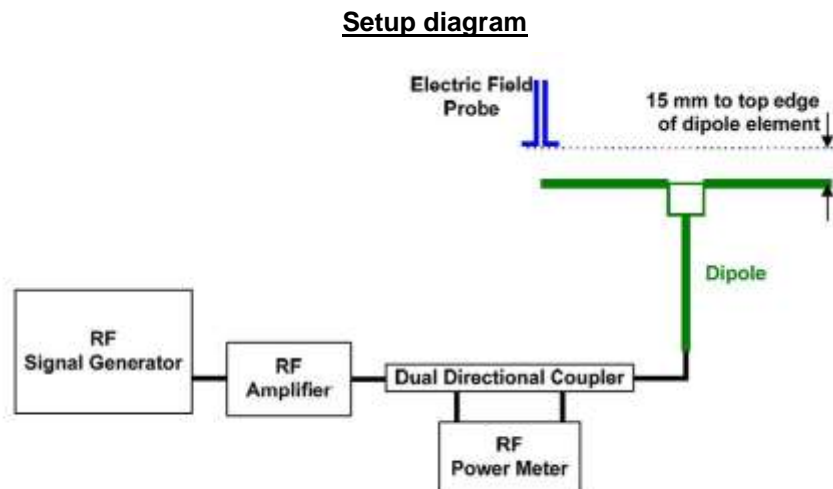 Setup diagram
Electric Field
Probe
15 mm to top edge
of dipole element
Dipole
RF
Signal Generator
RF
Amplifier
Dual Directional Coupler
RF
Power Meter